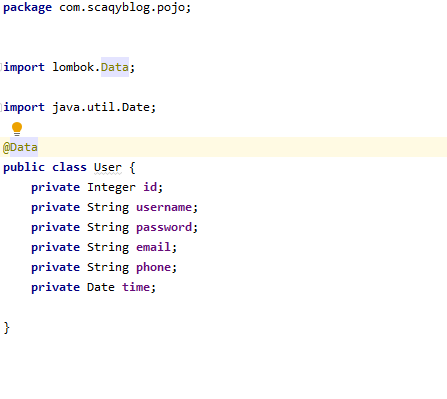 package com.scaqyblog.pojo;
import lombok.Data;
import java.util.Date;
@Data
public class User {
    private Integer id;
    private String username;
    private String password;
    private String email;
    private String phone;
    private Date time;
}